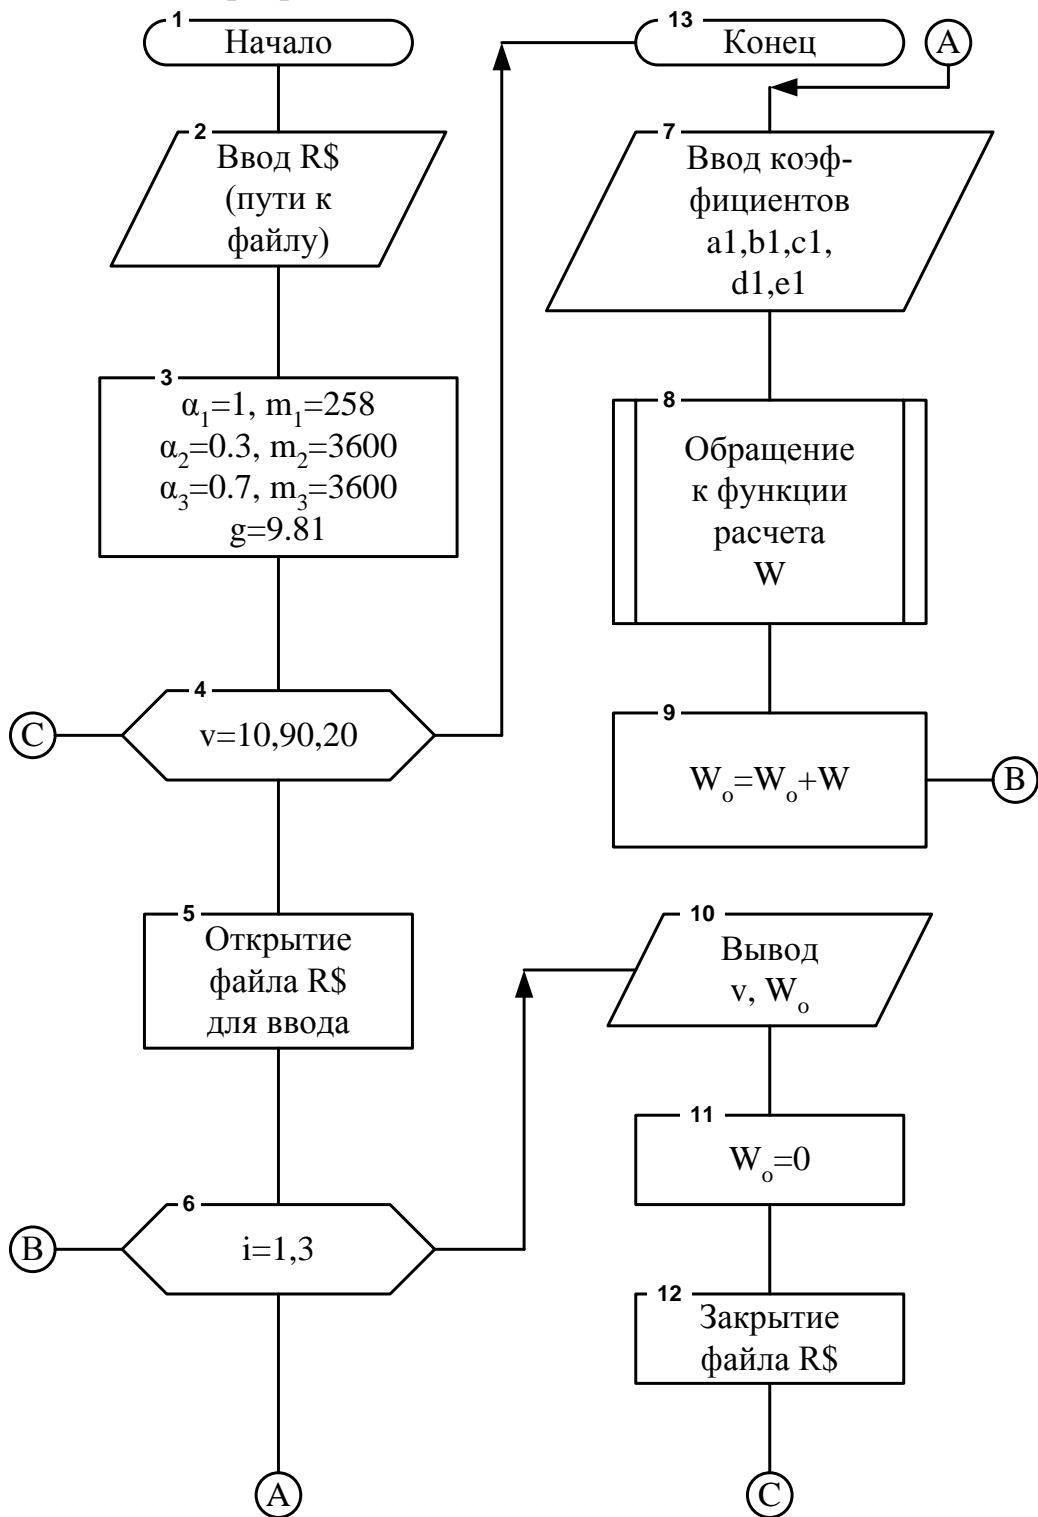 1
Начало
2
Ввод R$
(пути к
файлу)
3
α₁=1, m₁=258
α₂=0.3, m₂=3600
α₃=0.7, m₃=3600
g=9.81
4
C
v=10,90,20
5
Открытие
файла R$
для ввода
6
B
i=1,3
A
13
Конец
A
7
Ввод коэф-
фициентов
a1,b1,c1,
d1,e1
8
Обращение
к функции
расчета
W
9
Wₒ=Wₒ+W
B
10
Вывод
v, Wₒ
11
Wₒ=0
12
Закрытие
файла R$
C